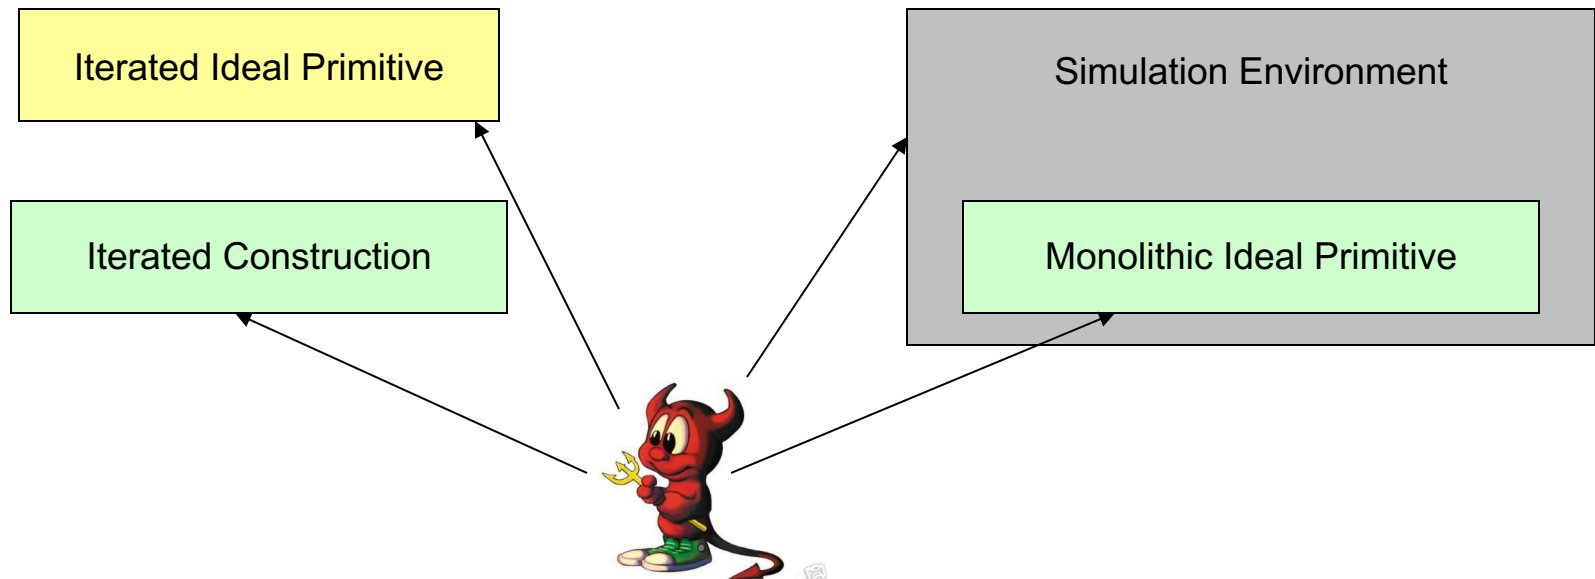 Iterated Ideal Primitive
Simulation Environment
Iterated Construction
Monolithic Ideal Primitive